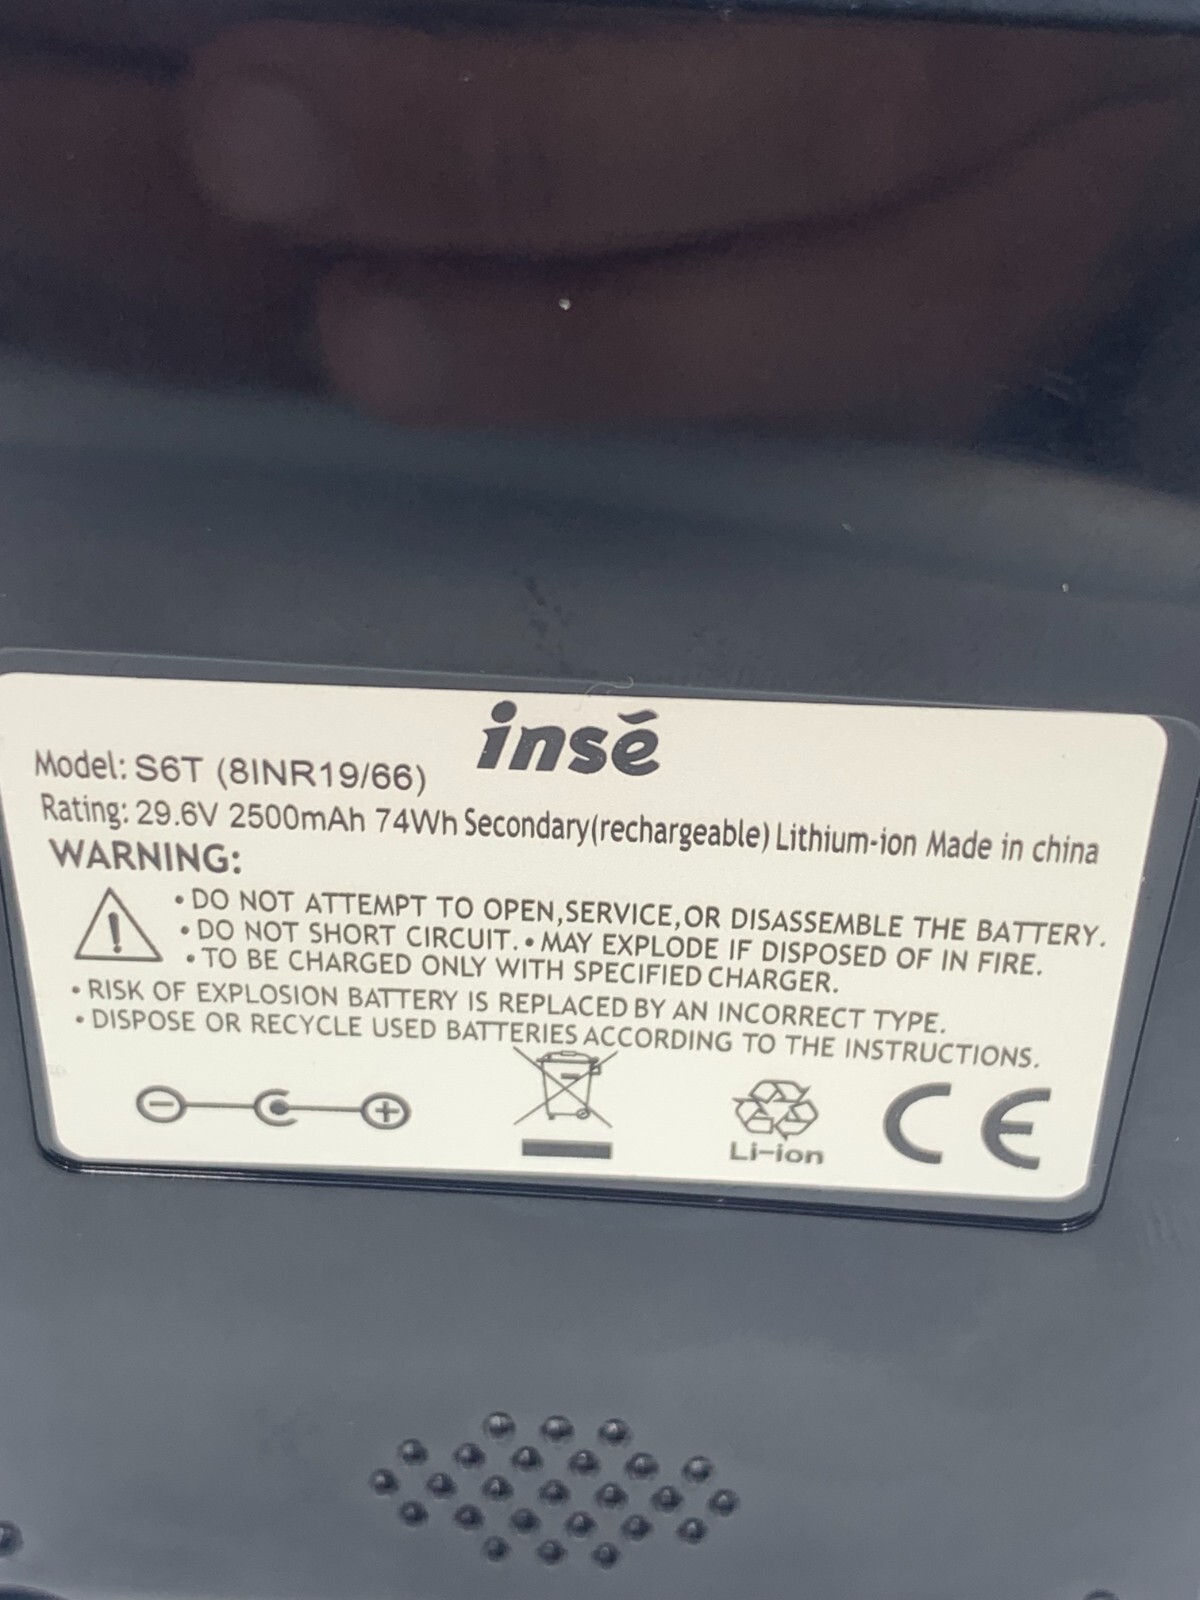 insē
Model: S6T (8INR19/66)
Rating: 29.6V 2500mAh 74Wh Secondary(rechargeable) Lithium-ion Made in china
WARNING:
• DO NOT ATTEMPT TO OPEN,SERVICE,OR DISASSEMBLE THE BATTERY.
• DO NOT SHORT CIRCUIT. • MAY EXPLODE IF DISPOSED OF IN FIRE.
• TO BE CHARGED ONLY WITH SPECIFIED CHARGER.
• RISK OF EXPLOSION BATTERY IS REPLACED BY AN INCORRECT TYPE.
• DISPOSE OR RECYCLE USED BATTERIES ACCORDING TO THE INSTRUCTIONS.
Li-ion
CE